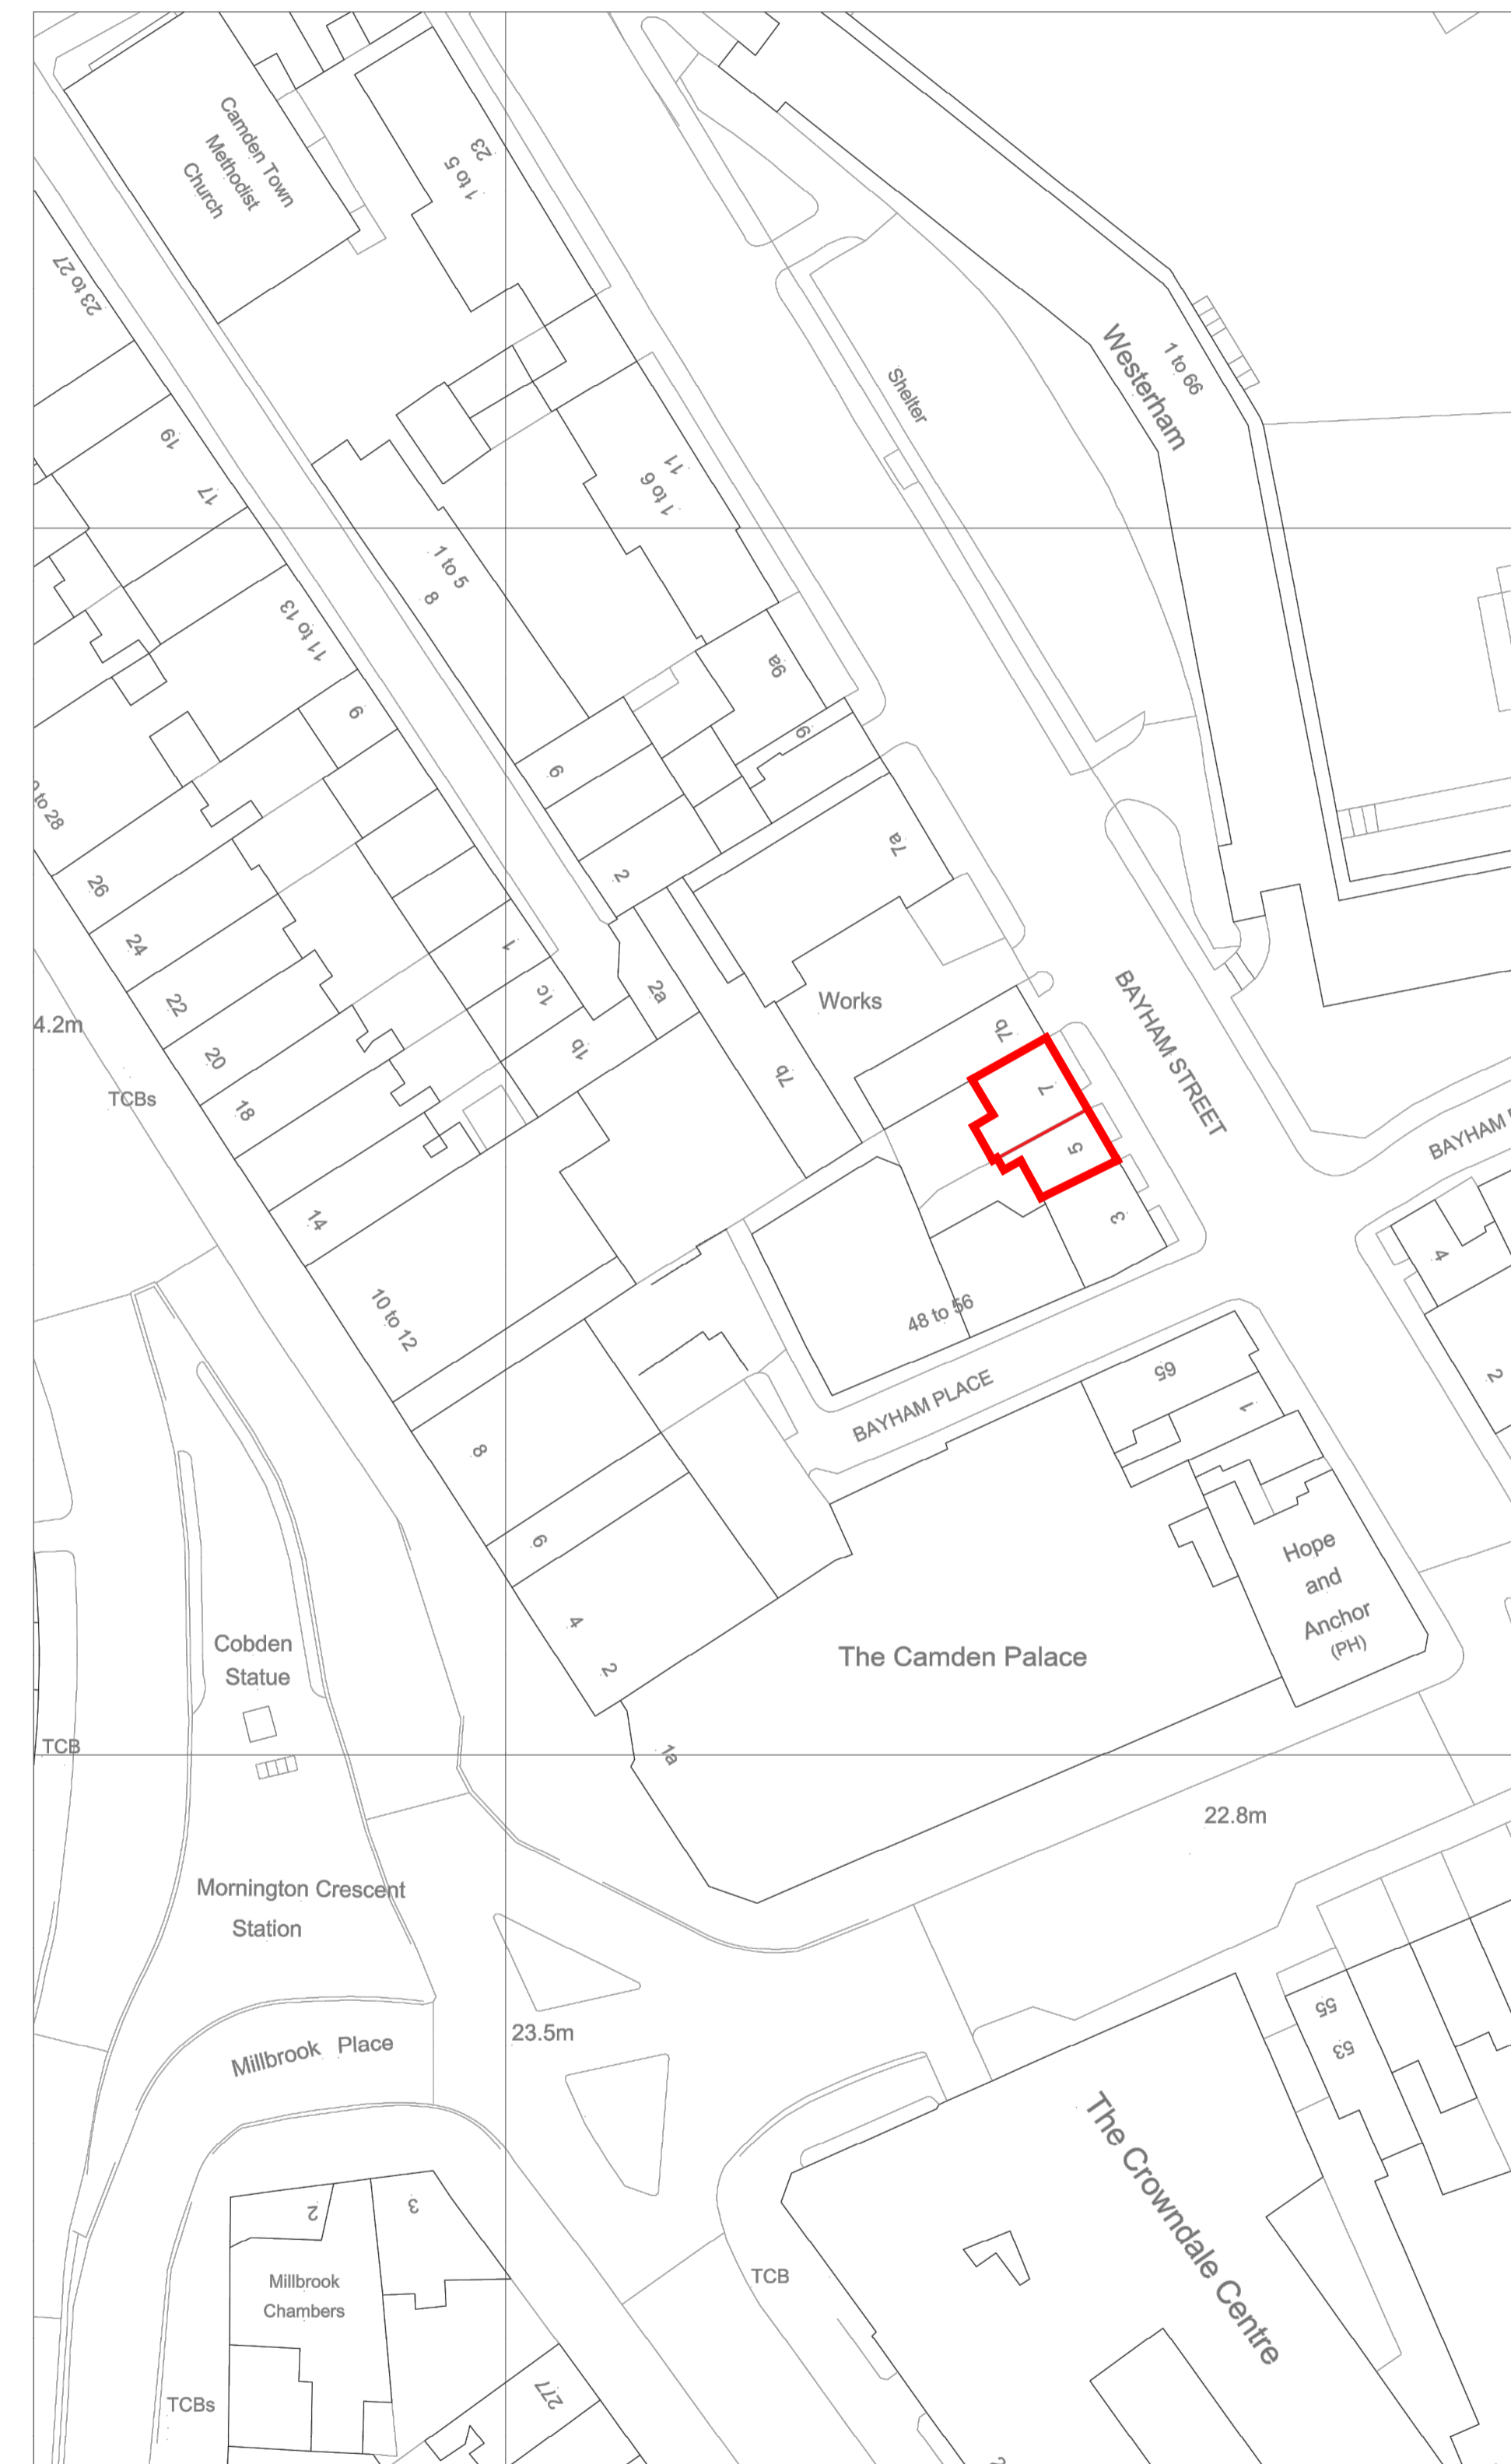 Camden Town
Methodist
Church
23
1 to 5
23 to 27
Westerham
1 to 66
Shelter
19
17
11
1 to 6
1 to 5
8
11 to 13
9
9a
9
6
7a
26
2
24
1
22
1c
2a
Works
BAYHAM STREET
4.2m
20
1b
7b
7b
TCBs
18
7
5
14
3
4
10 to 12
48 to 56
BAYHAM PLACE
65
1
2
8
6
Hope
and
Anchor
(PH)
4
2
Cobden
Statue
The Camden Palace
TCB
1a
22.8m
Mornington Crescent
Station
55
53
23.5m
Millbrook Place
The Crowndale Centre
2
3
TCB
Millbrook
Chambers
277
TCBs